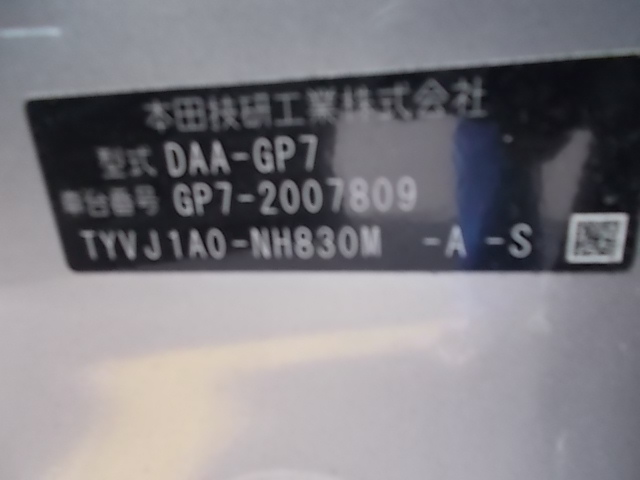 本田技研工業株式会社
型式 DAA-GP7
車台番号 GP7-2007809
TYVJ1A0-NH830M -A -S